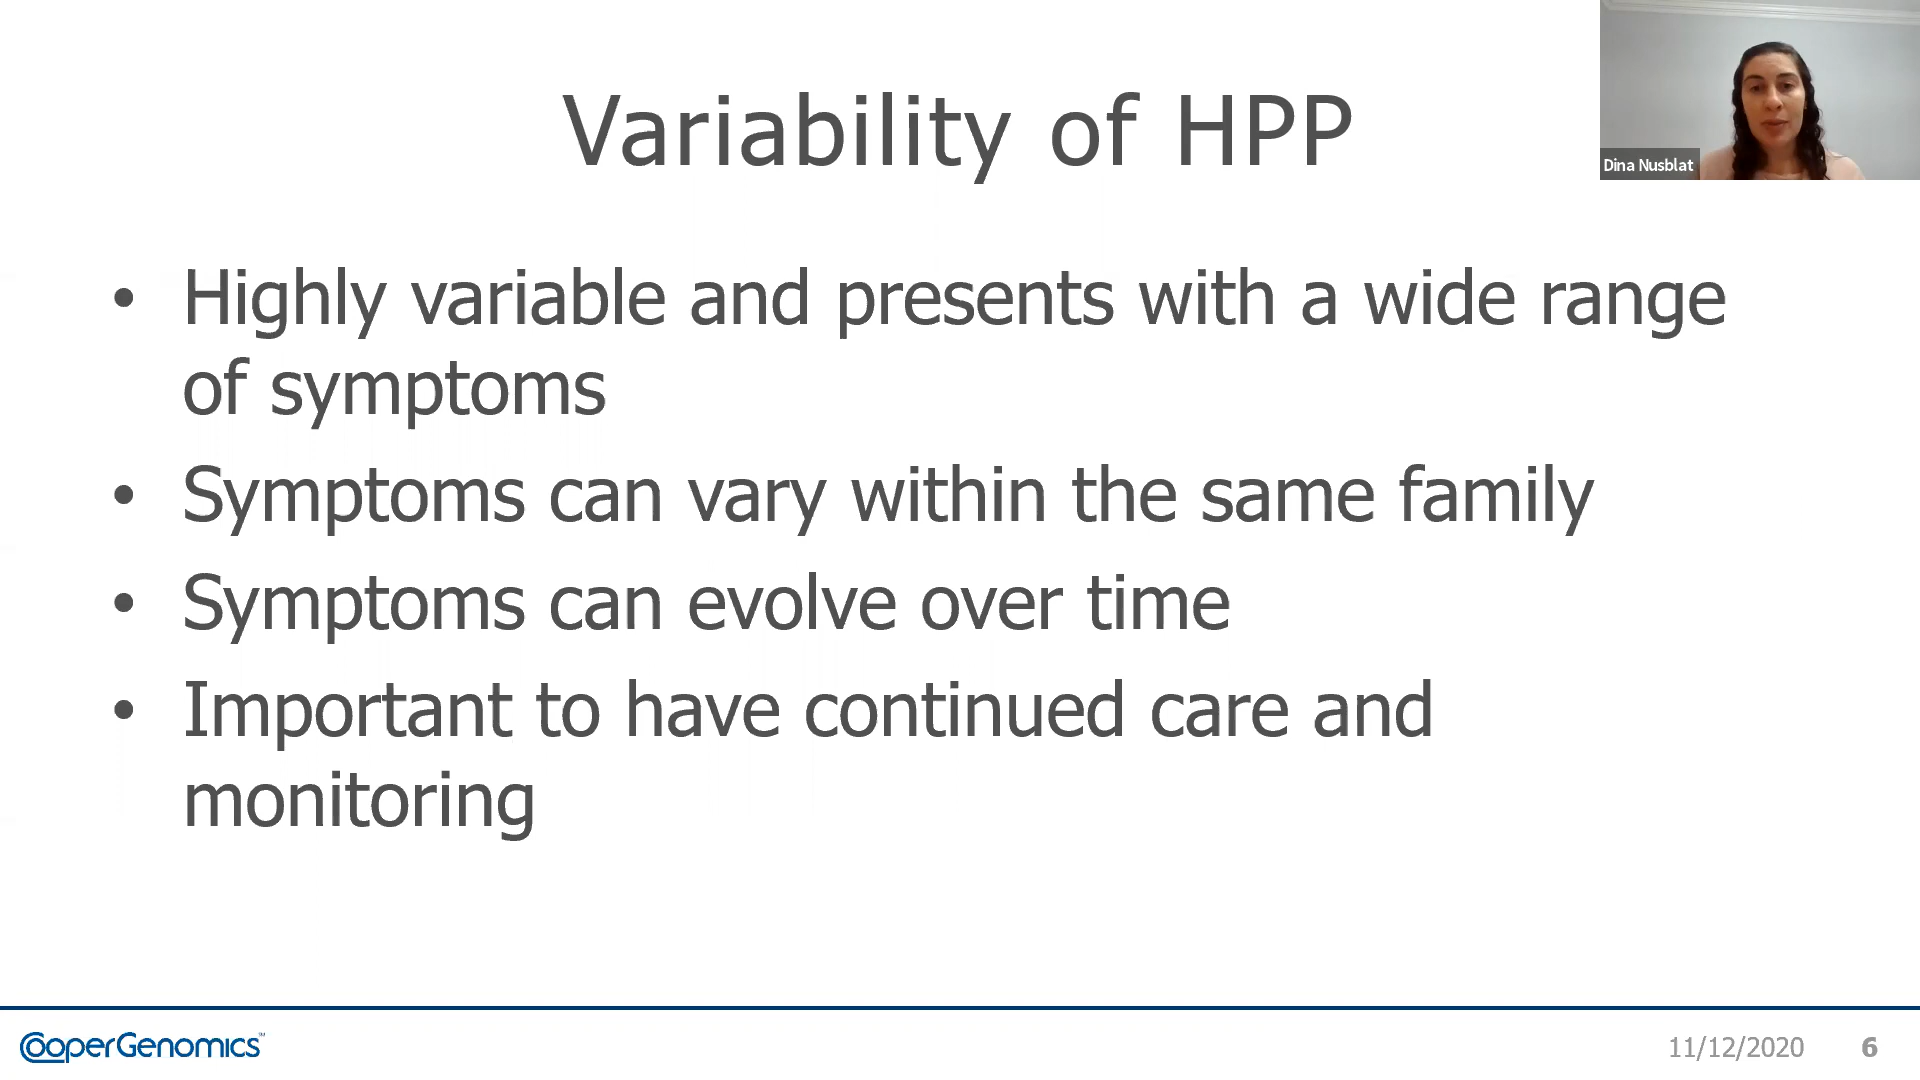 Variability of HPP
Dina Nusblat
• Highly variable and presents with a wide range
of symptoms
• Symptoms can vary within the same family
• Symptoms can evolve over time
• Important to have continued care and
monitoring
CooperGenomics™
11/12/2020 6